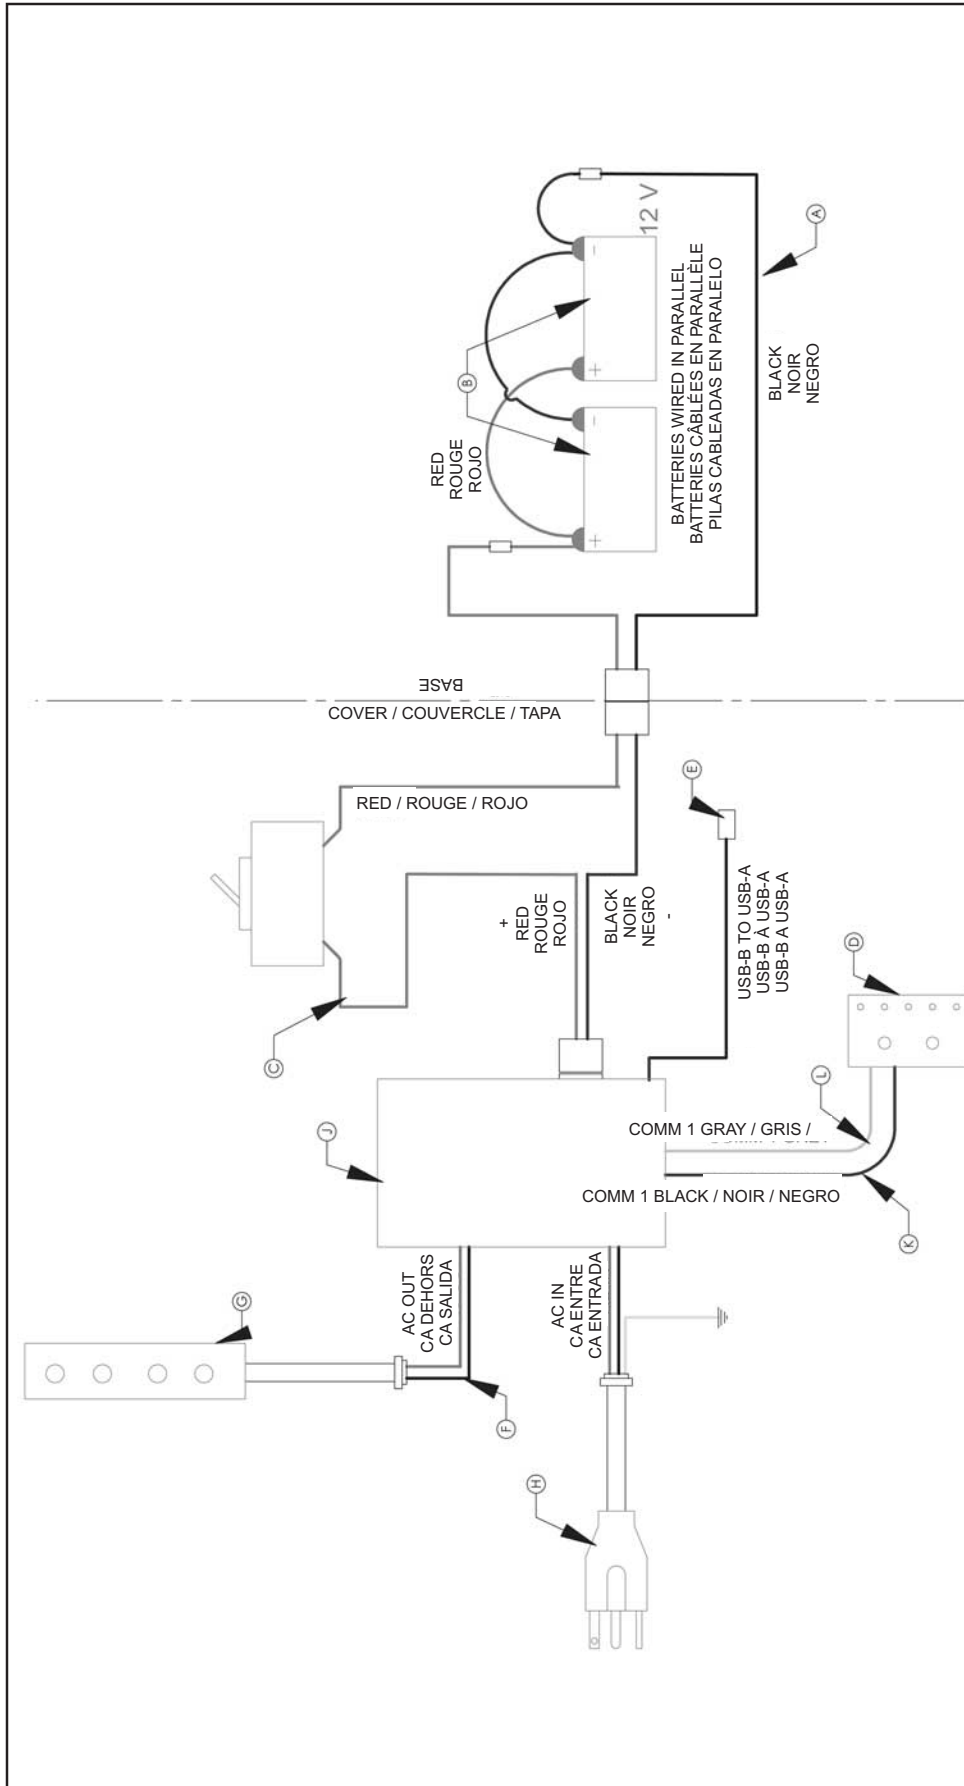 12 V
BATTERIES WIRED IN PARALLEL
BATTERIES CÂBLÉES EN PARALLÈLE
PILAS CABLEADAS EN PARALELO
A
B
RED
ROUGE
ROJO
BLACK
NOIR
NEGRO
+
-
+
-
BASE
COVER / COUVERCLE / TAPA
RED / ROUGE / ROJO
E
C
+
RED
ROUGE
ROJO
BLACK
NOIR
NEGRO
-
USB-B TO USB-A
USB-B À USB-A
USB-B A USB-A
D
J
L
COMM 1 GRAY / GRIS /
COMM 1 BLACK / NOIR / NEGRO
K
G
AC OUT
CA DEHORS
CA SALIDA
AC IN
CA ENTRE
CA ENTRADA
F
H